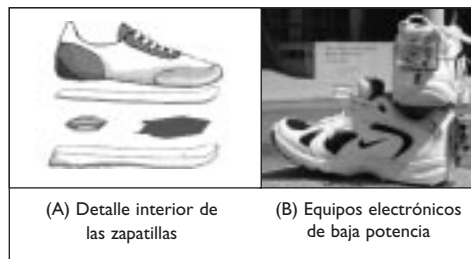 (A) Detalle interior de
las zapatillas
(B) Equipos electrónicos
de baja potencia